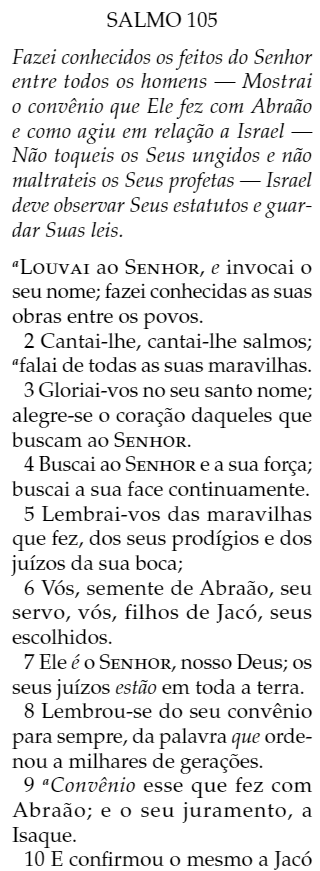 SALMO 105
Fazei conhecidos os feitos do Senhor
entre todos os homens — Mostrai
o convênio que Ele fez com Abraão
e como agiu em relação a Israel —
Não toqueis os Seus ungidos e não
maltrateis os Seus profetas — Israel
deve observar Seus estatutos e guar-
dar Suas leis.
ᵃLOUVAI ao SENHOR, e invocai o
seu nome; fazei conhecidas as suas
obras entre os povos.
2 Cantai-lhe, cantai-lhe salmos;
ᵃfalai de todas as suas maravilhas.
3 Gloriai-vos no seu santo nome;
alegre-se o coração daqueles que
buscam ao SENHOR.
4 Buscai ao SENHOR e a sua força;
buscai a sua face continuamente.
5 Lembrai-vos das maravilhas
que fez, dos seus prodígios e dos
juízos da sua boca;
6 Vós, semente de Abraão, seu
servo, vós, filhos de Jacó, seus
escolhidos.
7 Ele é o SENHOR, nosso Deus; os
seus juízos estão em toda a terra.
8 Lembrou-se do seu convênio
para sempre, da palavra que orde-
nou a milhares de gerações.
9 ᵃConvênio esse que fez com
Abraão; e o seu juramento, a
Isaque.
10 E confirmou o mesmo a Jacó